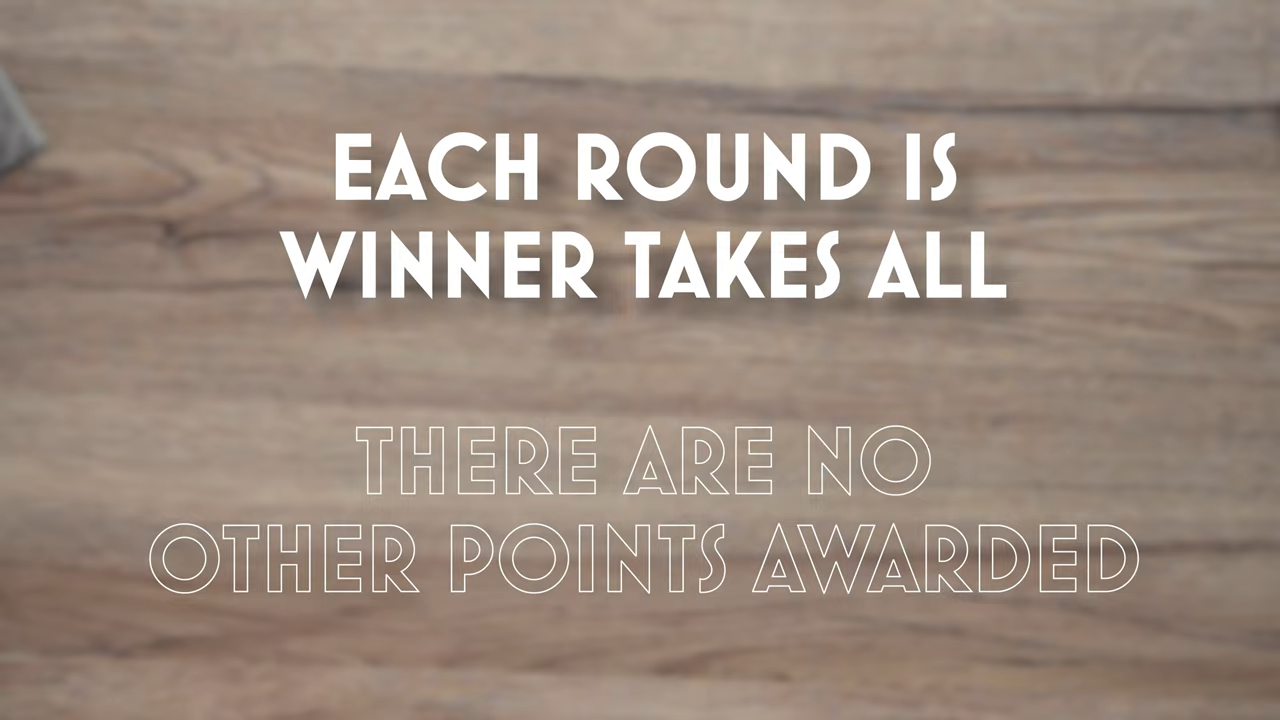 EACH ROUND IS
WINNER TAKES ALL
THERE ARE NO
OTHER POINTS AWARDED